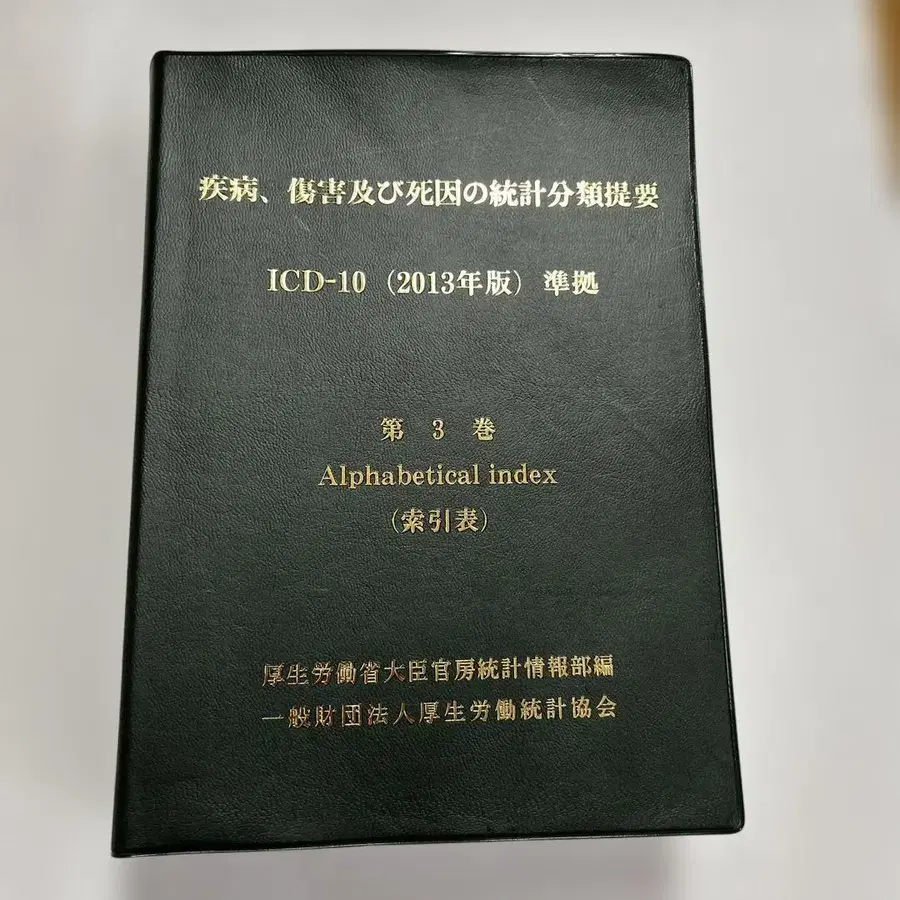 疾病、傷害及び死因の統計分類提要
ICD-10（2013年版）準拠
第 3 巻
Alphabetical index
（索引表）
厚生労働省大臣官房統計情報部編
一般財団法人厚生労働統計協会